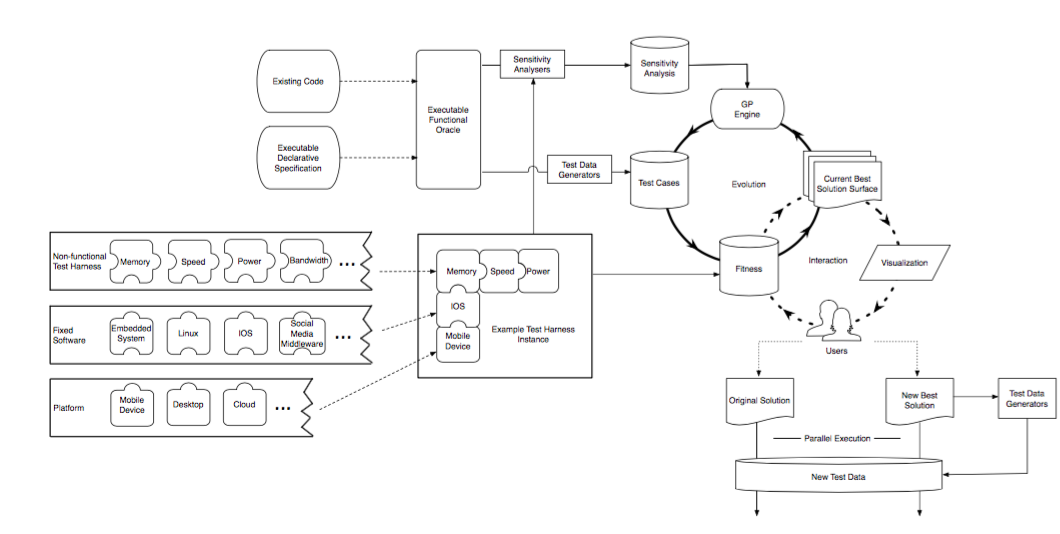 Existing Code
Executable
Declarative
Specification
Executable
Functional
Oracle
Sensitivity
Analysers
Sensitivity
Analysis
GP
Engine
Test Data
Generators
Test Cases
Evolution
Current Best
Solution Surface
Fitness
Interaction
Visualization
Users
Non-functional
Test Harness
Memory
Speed
Power
Bandwidth
...
Fixed
Software
Embedded
System
Linux
IOS
Social
Media
Middleware
...
Platform
Mobile
Device
Desktop
Cloud
...
Memory
Speed
Power
IOS
Mobile
Device
Example Test Harness
Instance
Original Solution
New Best
Solution
Test Data
Generators
Parallel Execution
New Test Data